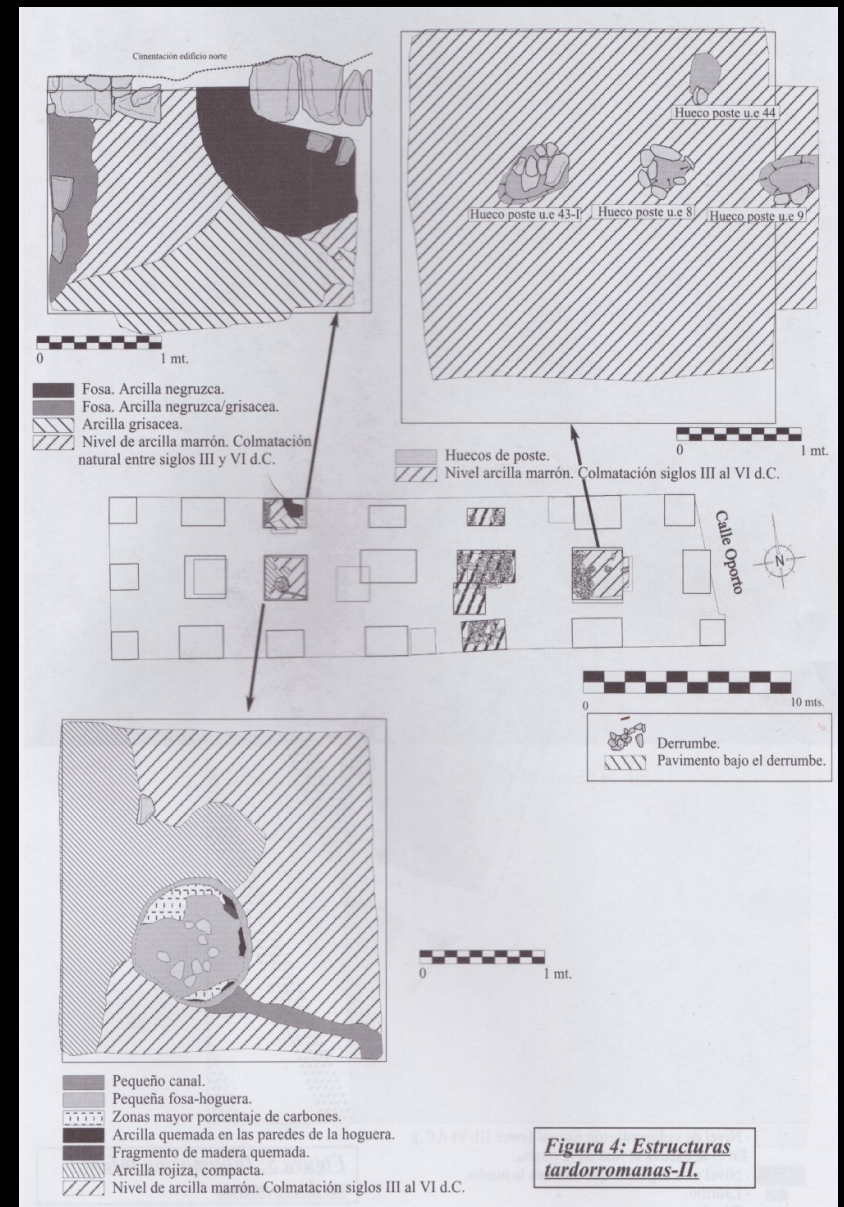 Cimentación edificio norte
0 1 mt.
Fosa. Arcilla negruzca.
Fosa. Arcilla negruzca/grisacea.
Arcilla grisacea.
Nivel de arcilla marrón. Colmatación
natural entre siglos III y VI d.C.
Hueco poste u.e 44
Hueco poste u.e 43-I
Hueco poste u.e 8
Hueco poste u.e 9
0 1 mt.
Huecos de poste.
Nivel arcilla marrón. Colmatación siglos III al VI d.C.
Calle Oporto
N
0 10 mts.
Derrumbe.
Pavimento bajo el derrumbe.
0 1 mt.
Pequeño canal.
Pequeña fosa-hoguera.
Zonas mayor porcentaje de carbones.
Arcilla quemada en las paredes de la hoguera.
Fragmento de madera quemada.
Arcilla rojiza, compacta.
Nivel de arcilla marrón. Colmatación siglos III al VI d.C.
Figura 4: Estructuras
tardorromanas-II.